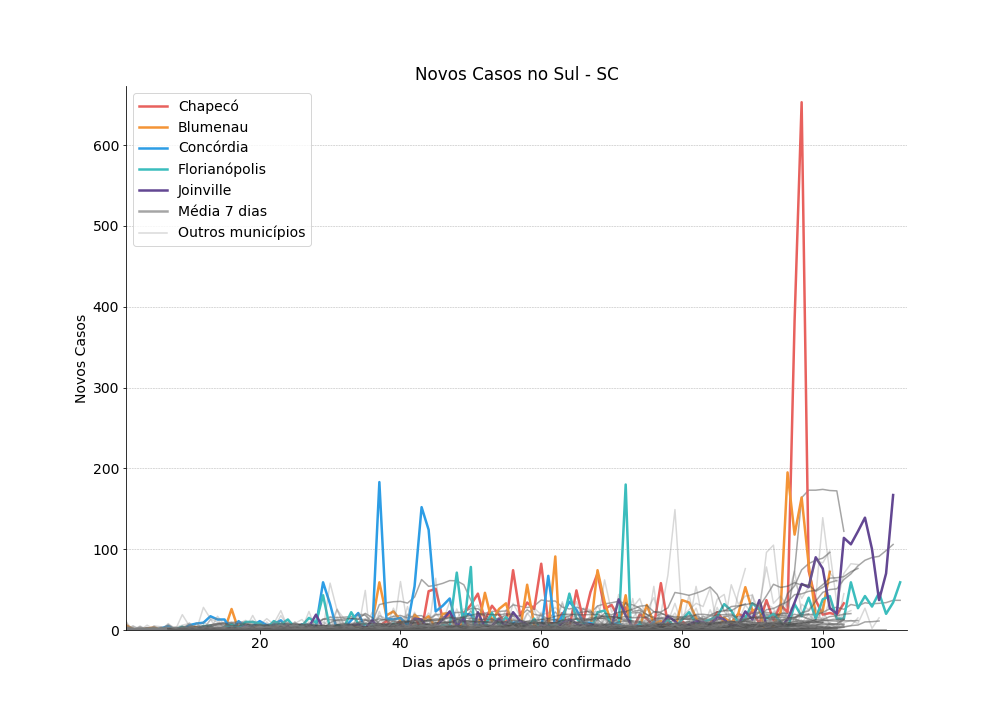 Novos Casos no Sul - SC
Chapecó
Blumenau
Concórdia
Florianópolis
Joinville
Média 7 dias
Outros municípios
600
500
400
300
200
100
0
Novos Casos
20
40
60
80
100
Dias após o primeiro confirmado